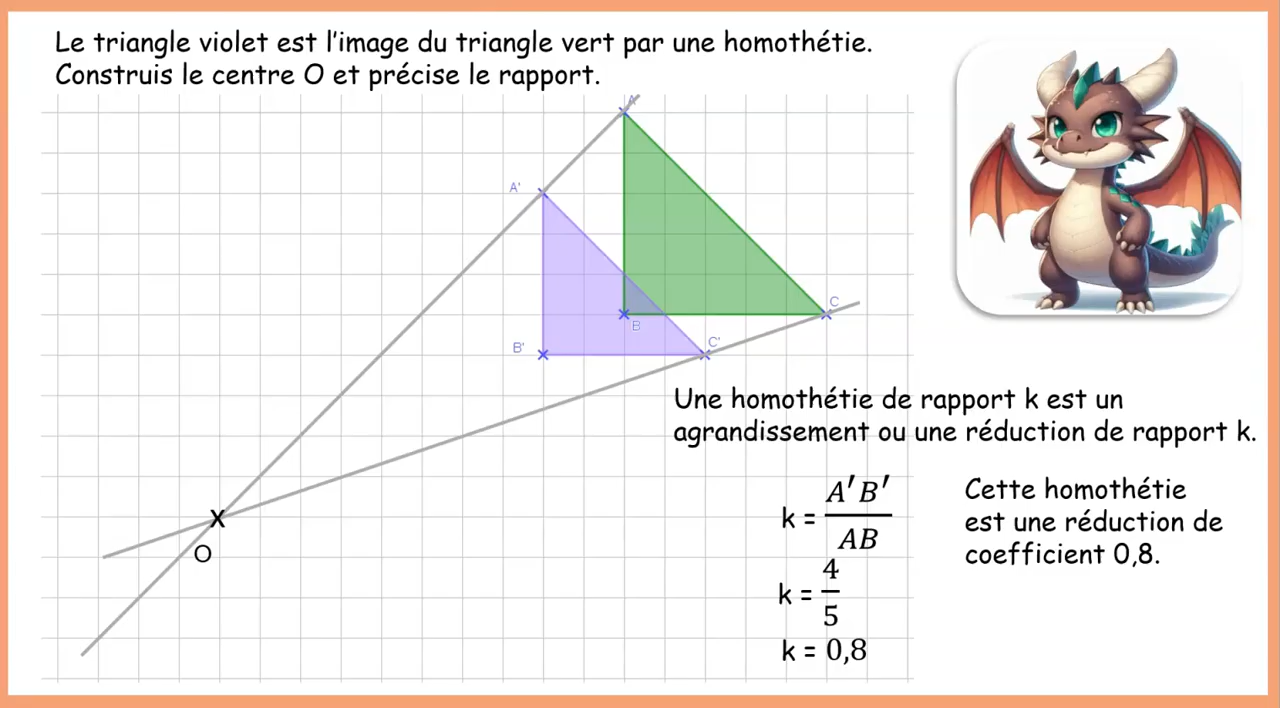 Le triangle violet est l'image du triangle vert par une homothétie.
Construis le centre O et précise le rapport.
A
A'
B
C
B'
C'
Une homothétie de rapport k est un
agrandissement ou une réduction de rapport k.
k = A'B' / AB
k = 4 / 5
k = 0,8
Cette homothétie
est une réduction de
coefficient 0,8.
X
O